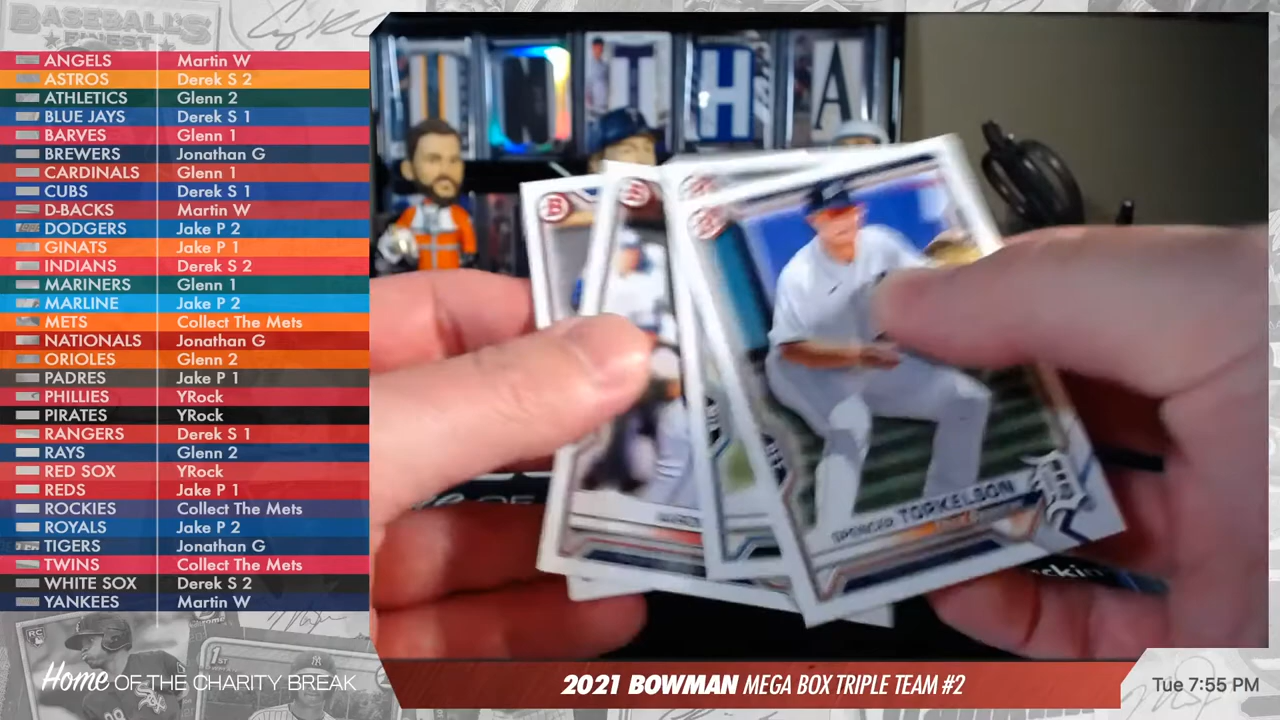 BASEBALL'S
FINEST
ANGELS Martin W
ASTROS Derek S 2
ATHLETICS Glenn 2
BLUE JAYS Derek S 1
BARVES Glenn 1
BREWERS Jonathan G
CARDINALS Glenn 1
CUBS Derek S 1
D-BACKS Martin W
DODGERS Jake P 2
GINATS Jake P 1
INDIANS Derek S 2
MARINERS Glenn 1
MARLINE Jake P 2
METS Collect The Mets
NATIONALS Jonathan G
ORIOLES Glenn 2
PADRES Jake P 1
PHILLIES YRock
PIRATES YRock
RANGERS Derek S 1
RAYS Glenn 2
RED SOX YRock
REDS Jake P 1
ROCKIES Collect The Mets
ROYALS Jake P 2
TIGERS Jonathan G
TWINS Collect The Mets
WHITE SOX Derek S 2
YANKEES Martin W
RC
1ST
Home OF THE CHARITY BREAK
T H A
H
B
B
SPENCER TORKELSON
2021 BOWMAN MEGA BOX TRIPLE TEAM #2
Tue 7:55 PM